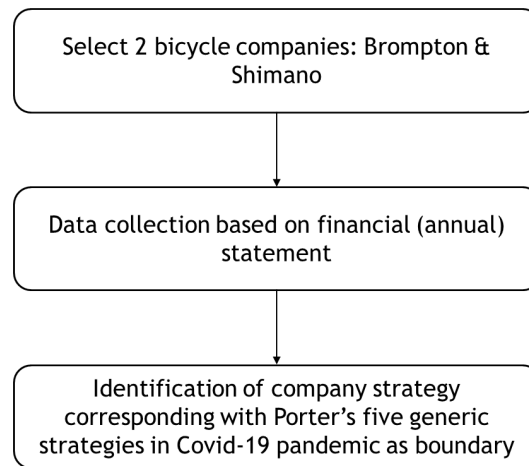 Select 2 bicycle companies: Brompton &
Shimano
Data collection based on financial (annual)
statement
Identification of company strategy
corresponding with Porter's five generic
strategies in Covid-19 pandemic as boundary